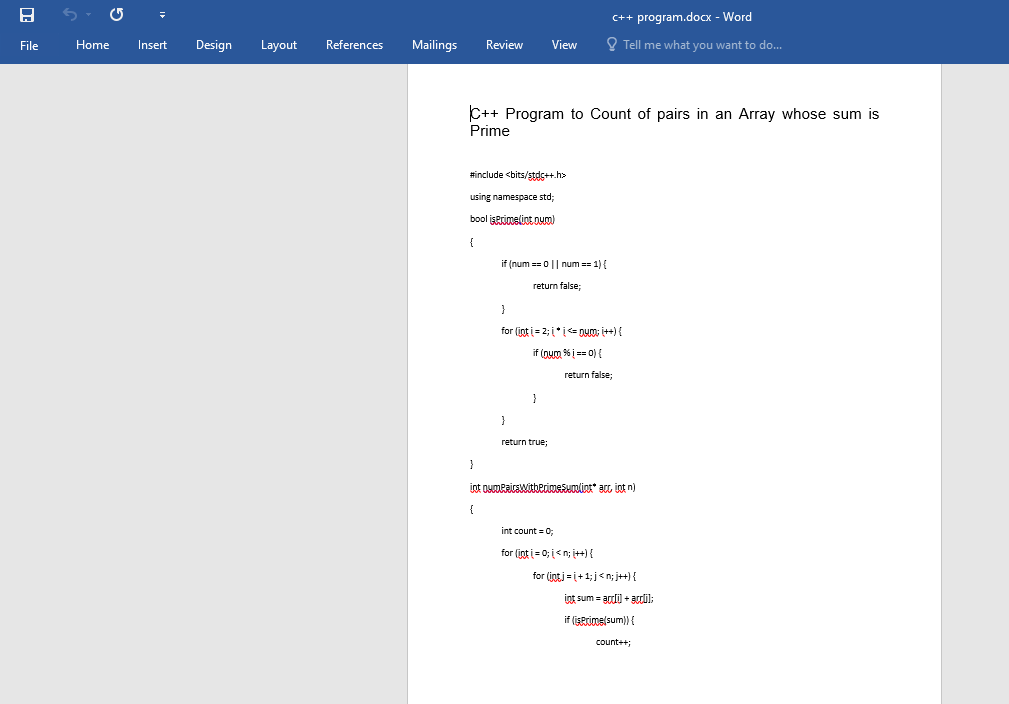 c++ program.docx - Word
File Home Insert Design Layout References Mailings Review View Tell me what you want to do...
C++ Program to Count of pairs in an Array whose sum is
Prime
#include <bits/stdc++.h>
using namespace std;
bool isPrime(int num)
{
if (num == 0 || num == 1) {
return false;
}
for (int i = 2; i * i <= num; i++) {
if (num % i == 0) {
return false;
}
}
return true;
}
int numPairsWithPrimeSum(int* arr, int n)
{
int count = 0;
for (int i = 0; i < n; i++) {
for (int j = i + 1; j < n; j++) {
int sum = arr[i] + arr[j];
if (isPrime(sum)) {
count++;